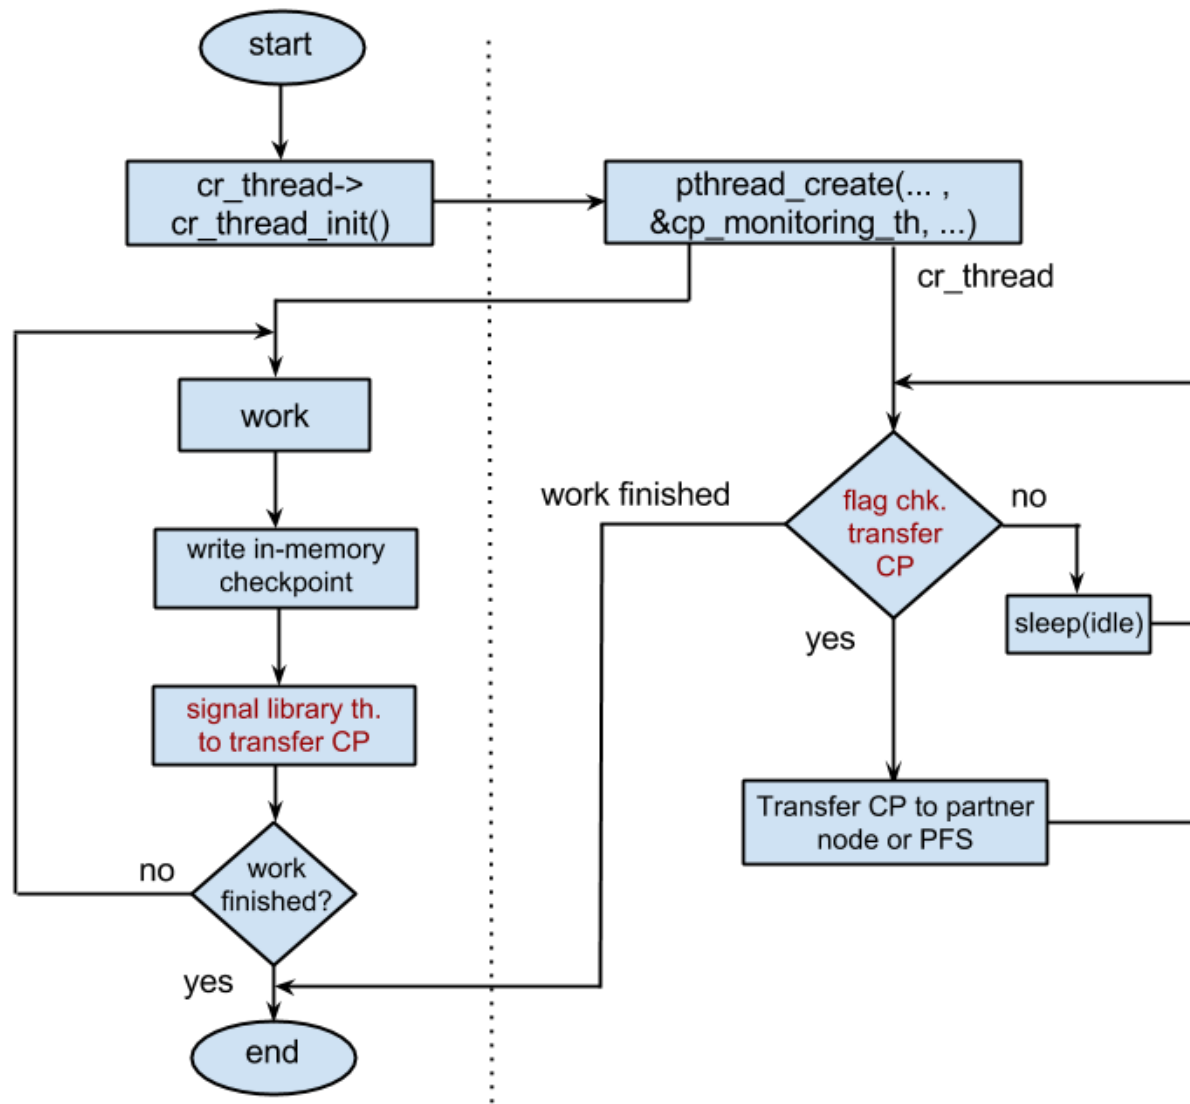 start
cr_thread->
cr_thread_init()
pthread_create(... ,
&cp_monitoring_th, ...)
cr_thread
work
write in-memory
checkpoint
signal library th.
to transfer CP
work
finished?
no
yes
end
work finished
flag chk.
transfer
CP
no
sleep(idle)
yes
Transfer CP to partner
node or PFS